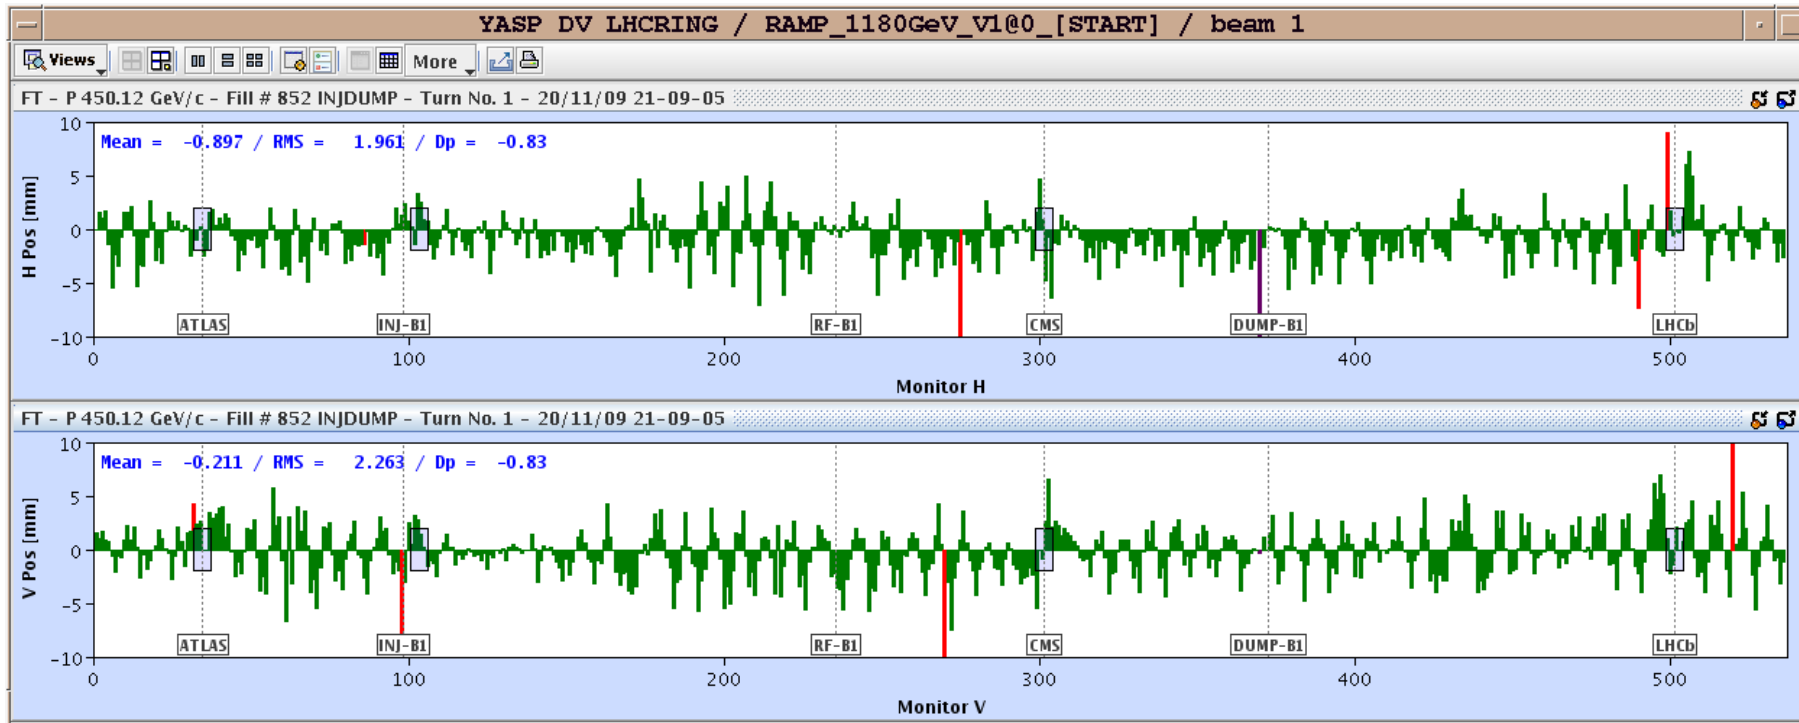 YASP DV LHCRING / RAMP_1180GeV_V1@0_[START] / beam 1
Views More
FT - P 450.12 GeV/c - Fill # 852 INJDUMP - Turn No. 1 - 20/11/09 21-09-05
Mean = -0.897 / RMS = 1.961 / Dp = -0.83
H Pos [mm]
10
5
0
-5
-10
ATLAS INJ-B1 RF-B1 CMS DUMP-B1 LHCb
0 100 200 300 400 500
Monitor H
FT - P 450.12 GeV/c - Fill # 852 INJDUMP - Turn No. 1 - 20/11/09 21-09-05
Mean = -0.211 / RMS = 2.263 / Dp = -0.83
V Pos [mm]
10
5
0
-5
-10
ATLAS INJ-B1 RF-B1 CMS DUMP-B1 LHCb
0 100 200 300 400 500
Monitor V